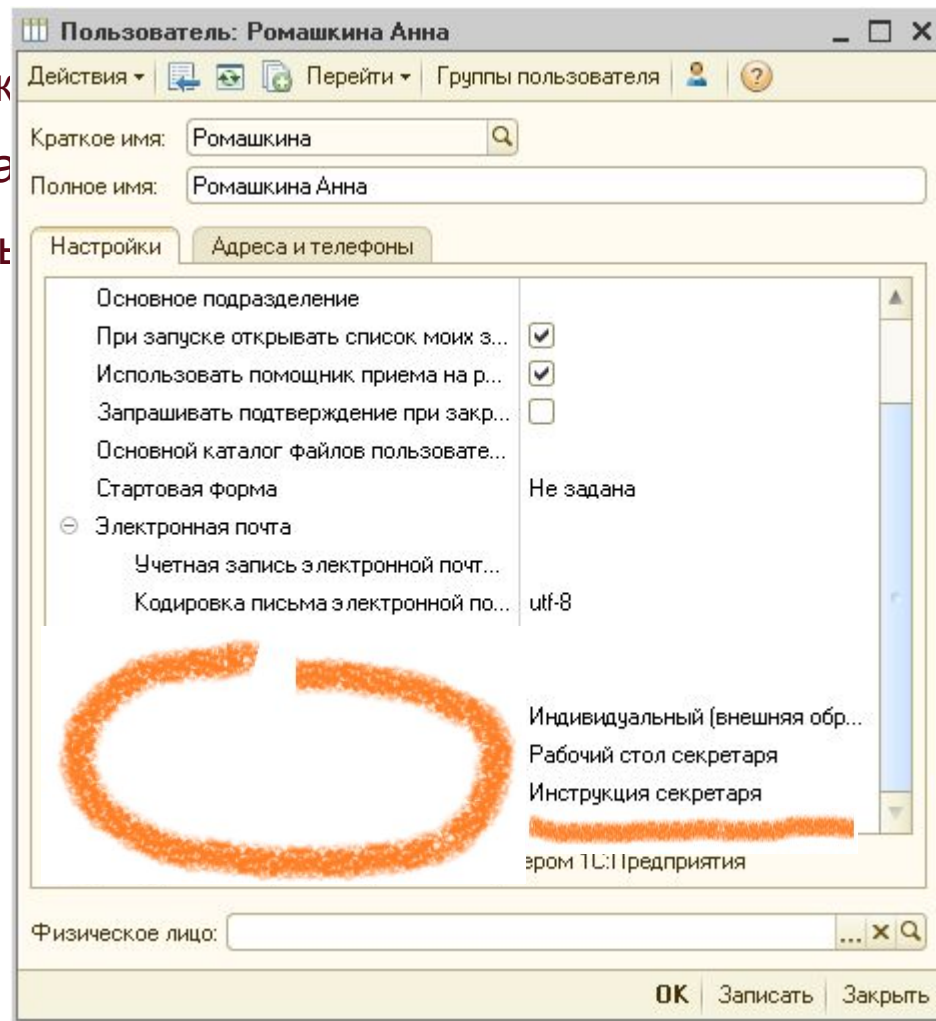 Пользователь: Ромашкина Анна
Действия Перейти Группы пользователя
Краткое имя: Ромашкина
Полное имя: Ромашкина Анна
Настройки Адреса и телефоны
Основное подразделение
При запуске открывать список моих з...
Использовать помощник приема на р...
Запрашивать подтверждение при закр...
Основной каталог файлов пользовате...
Стартовая форма Не задана
Электронная почта
Учетная запись электронной почт...
Кодировка письма электронной по... utf-8
Индивидуальный (внешняя обр...
Рабочий стол секретаря
Инструкция секретаря
ером 1С:Предприятия
Физическое лицо: ...
ОК Записать Закрыть